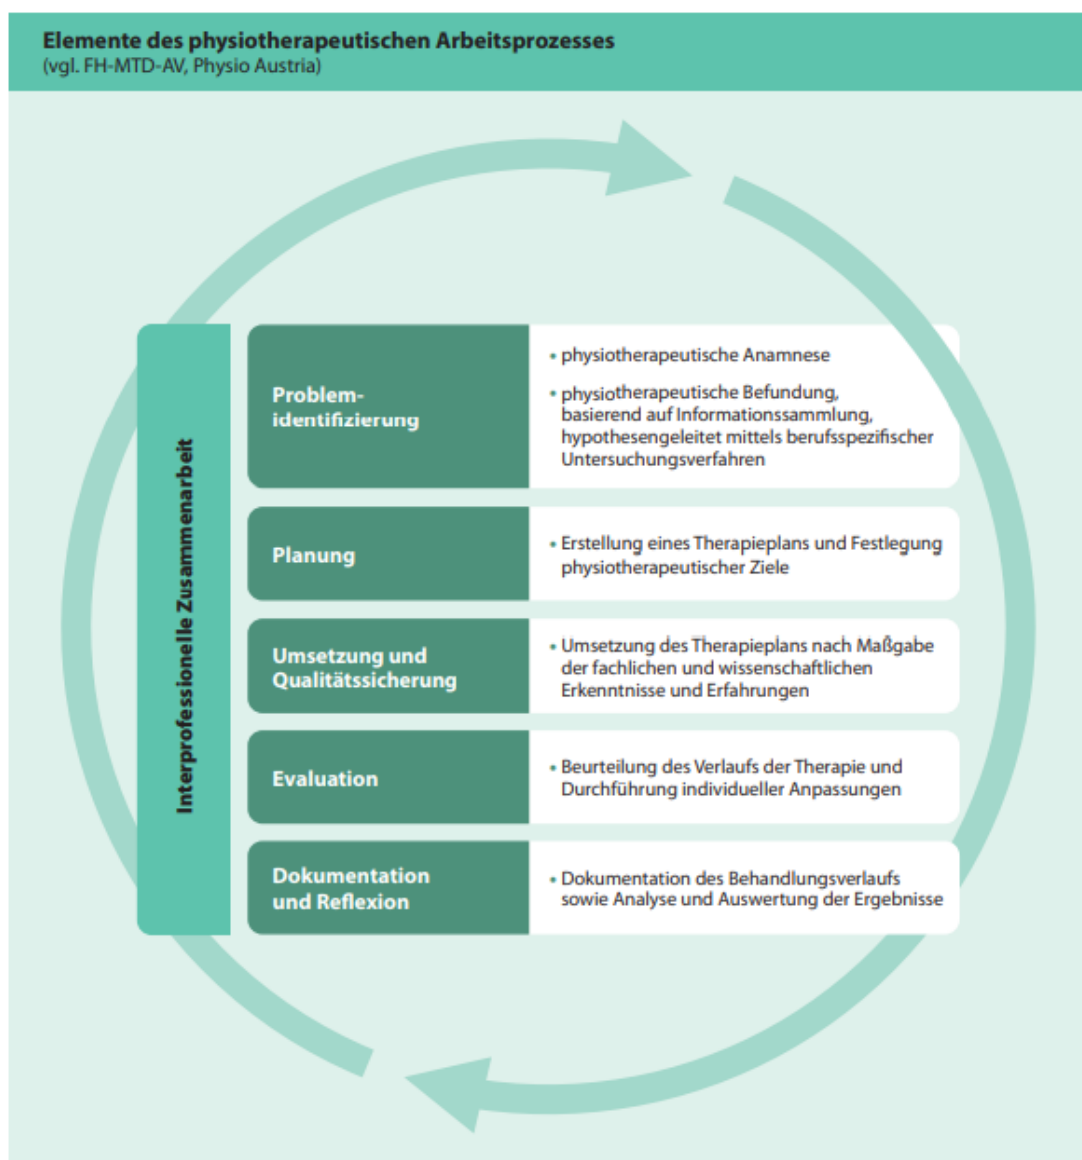 Elemente des physiotherapeutischen Arbeitsprozesses
(vgl. FH-MTD-AV, Physio Austria)
Interprofessionelle Zusammenarbeit
Problem-
identifizierung
• physiotherapeutische Anamnese
• physiotherapeutische Befundung,
basierend auf Informationssammlung,
hypothesengeleitet mittels berufsspezifischer
Untersuchungsverfahren
Planung
• Erstellung eines Therapieplans und Festlegung
physiotherapeutischer Ziele
Umsetzung und
Qualitätssicherung
• Umsetzung des Therapieplans nach Maßgabe
der fachlichen und wissenschaftlichen
Erkenntnisse und Erfahrungen
Evaluation
• Beurteilung des Verlaufs der Therapie und
Durchführung individueller Anpassungen
Dokumentation
und Reflexion
• Dokumentation des Behandlungsverlaufs
sowie Analyse und Auswertung der Ergebnisse